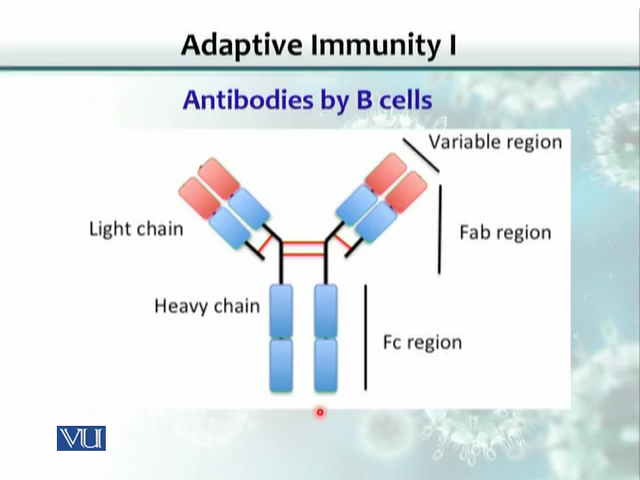 Adaptive Immunity I
Antibodies by B cells
Variable region
Light chain
Fab region
Heavy chain
Fc region
VU